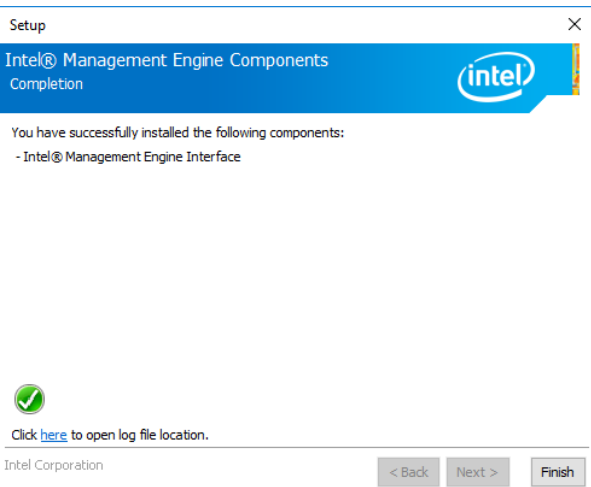 Setup
Intel® Management Engine Components
Completion
intel
You have successfully installed the following components:
- Intel® Management Engine Interface
Click here to open log file location.
Intel Corporation
< Back Next > Finish